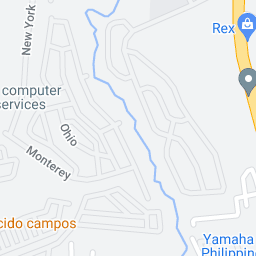 New York
Rex
computer
services
Ohio
Monterey
cido campos
Yamaha
Philippin